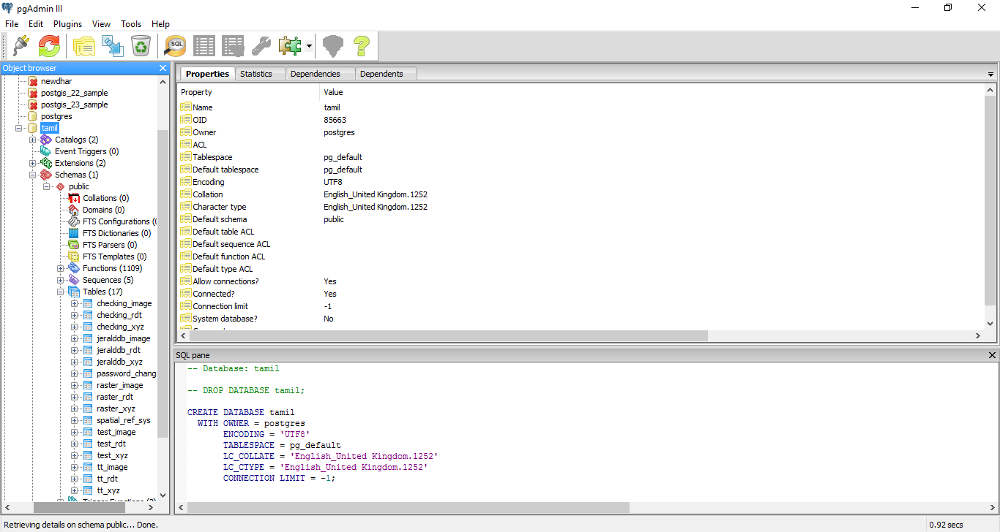 pgAdmin III
File Edit Plugins View Tools Help
SQL
Object browser
newdhar
postgis_22_sample
postgis_23_sample
postgres
tamil
Catalogs (2)
Event Triggers (0)
Extensions (2)
Schemas (1)
public
Collations (0)
Domains (0)
FTS Configurations (0
FTS Dictionaries (0)
FTS Parsers (0)
FTS Templates (0)
Functions (1109)
Sequences (5)
Tables (17)
checking_image
checking_rdt
checking_xyz
jeralddb_image
jeralddb_rdt
jeralddb_xyz
password_chang
raster_image
raster_rdt
raster_xyz
spatial_ref_sys
test_image
test_rdt
test_xyz
tt_image
tt_rdt
tt_xyz
Properties Statistics Dependencies Dependents
Property Value
Name tamil
OID 85663
Owner postgres
ACL
Tablespace pg_default
Default tablespace pg_default
Encoding UTF8
Collation English_United Kingdom.1252
Character type English_United Kingdom.1252
Default schema public
Default table ACL
Default sequence ACL
Default function ACL
Default type ACL
Allow connections? Yes
Connected? Yes
Connection limit -1
System database? No
SQL pane
-- Database: tamil
-- DROP DATABASE tamil;
CREATE DATABASE tamil
WITH OWNER = postgres
ENCODING = 'UTF8'
TABLESPACE = pg_default
LC_COLLATE = 'English_United Kingdom.1252'
LC_CTYPE = 'English_United Kingdom.1252'
CONNECTION LIMIT = -1;
Retrieving details on schema public... Done. 0.92 secs